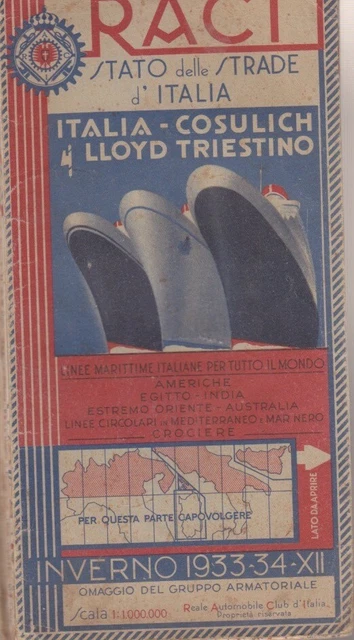 RACI
STATO delle STRADE
d'ITALIA
ITALIA - COSULICH
LLOYD TRIESTINO
LINEE MARITTIME ITALIANE PER TUTTO IL MONDO
AMERICHE
EGITTO - INDIA
ESTREMO ORIENTE - AUSTRALIA
LINEE CIRCOLARI IN MEDITERRANEO E MAR NERO
CROCIERE
PER QUESTA PARTE CAPOVOLGERE
LATO DA APRIRE
INVERNO 1933-34-XII
OMAGGIO DEL GRUPPO ARMATORIALE
Scala 1:1.000.000
Reale Automobile Club d'Italia
Proprietà riservata